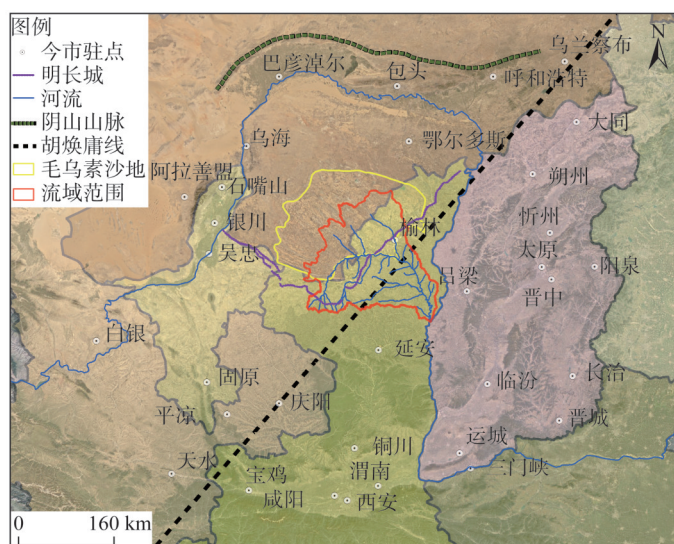 图例
今市驻点
明长城
河流
阴山山脉
胡焕庸线
毛乌素沙地
流域范围
N
乌兰察布
巴彦淖尔
包头
呼和浩特
大同
乌海
鄂尔多斯
阿拉善盟
石嘴山
朔州
银川
榆林
忻州
吴忠
太原
阳泉
吕梁
晋中
白银
延安
固原
临汾
长治
平凉
庆阳
晋城
铜川
运城
天水
宝鸡
渭南
三门峡
咸阳
西安
0 160 km